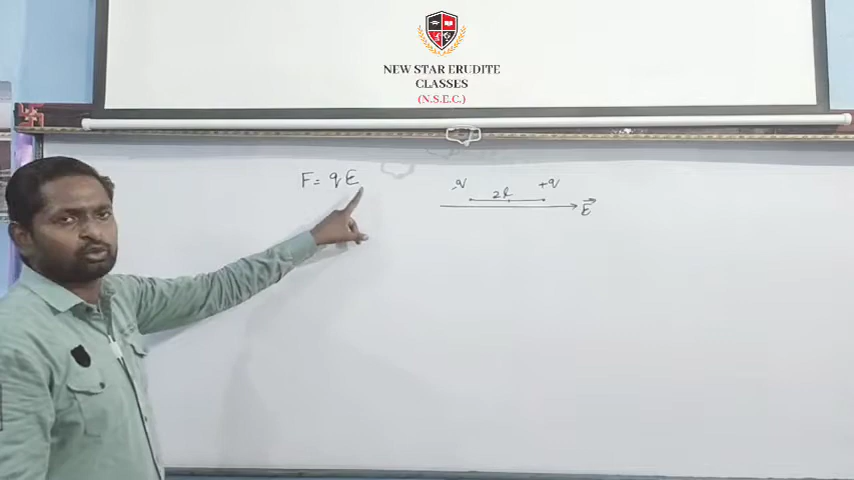 NEW STAR ERUDITE
CLASSES
(N.S.E.C)
F = qE
-q 2l +q
E⃗